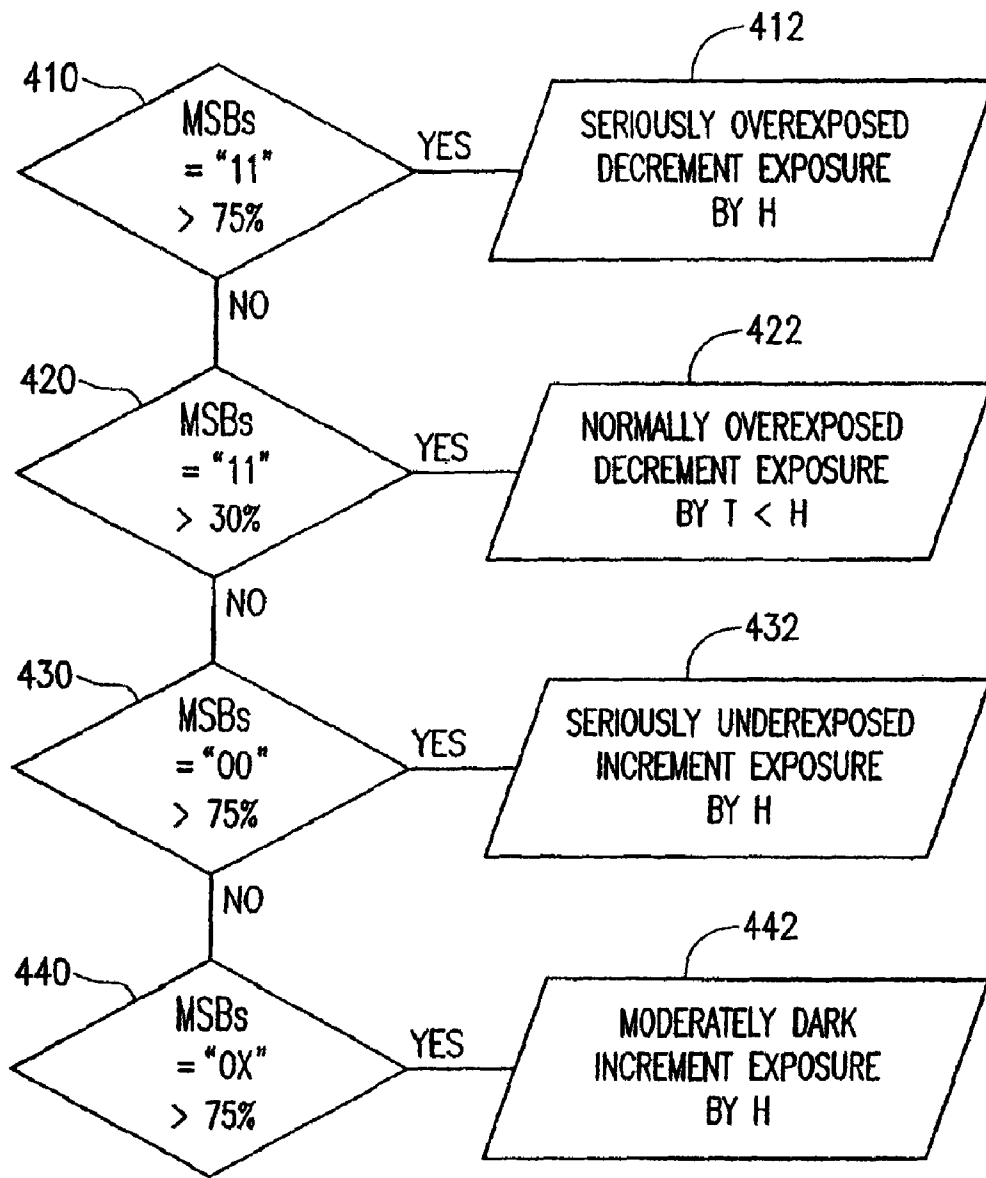 410
MSBs
= "11"
> 75%
YES
412
SERIOUSLY OVEREXPOSED
DECREMENT EXPOSURE
BY H
NO
420
MSBs
= "11"
> 30%
YES
422
NORMALLY OVEREXPOSED
DECREMENT EXPOSURE
BY T < H
NO
430
MSBs
= "00"
> 75%
YES
432
SERIOUSLY UNDEREXPOSED
INCREMENT EXPOSURE
BY H
NO
440
MSBs
= "0X"
> 75%
YES
442
MODERATELY DARK
INCREMENT EXPOSURE
BY H